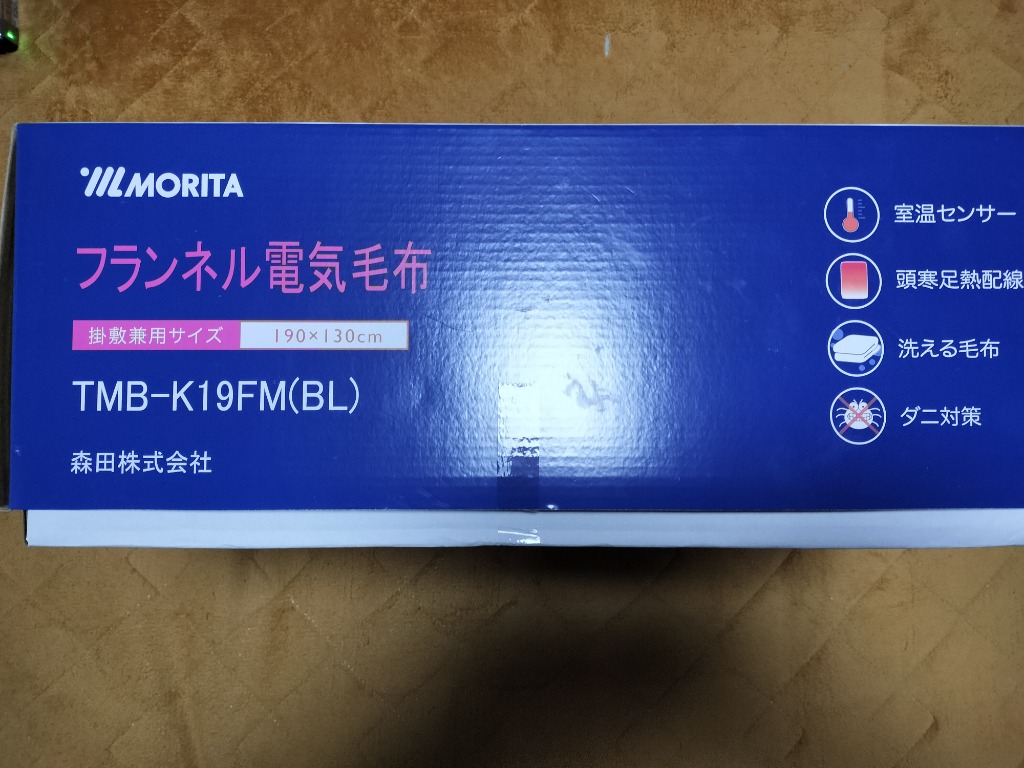 MORITA
フランネル電気毛布
掛敷兼用サイズ 190×130cm
TMB-K19FM(BL)
森田株式会社
室温センサー
頭寒足熱配線
洗える毛布
ダニ対策